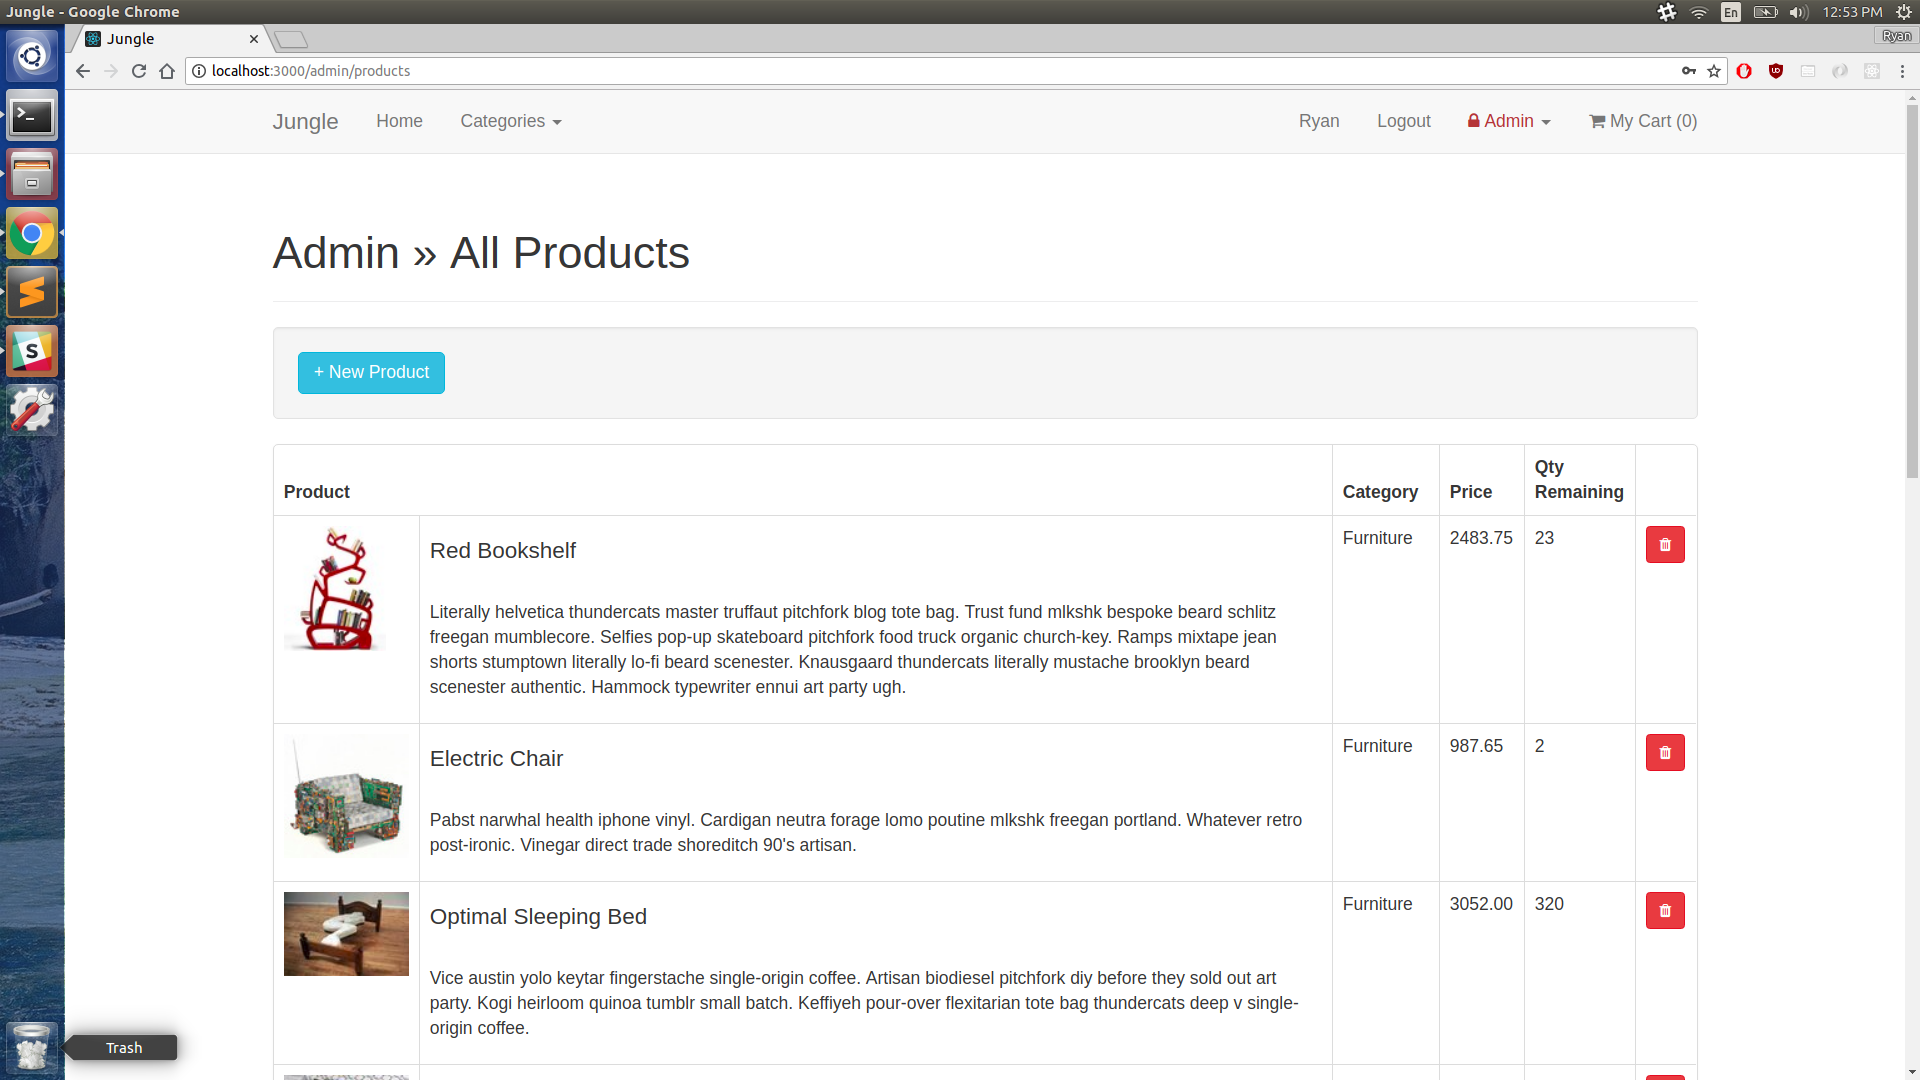 Jungle - Google Chrome
En
12:53 PM
Jungle
Ryan
localhost:3000/admin/products
Jungle
Home
Categories
Ryan
Logout
Admin
My Cart (0)
Admin » All Products
+ New Product
Product
Category
Price
Qty
Remaining
Red Bookshelf
Furniture
2483.75
23
Literally helvetica thundercats master truffaut pitchfork blog tote bag. Trust fund mlkshk bespoke beard schlitz
freegan mumblecore. Selfies pop-up skateboard pitchfork food truck organic church-key. Ramps mixtape jean
shorts stumptown literally lo-fi beard scenester. Knausgaard thundercats literally mustache brooklyn beard
scenester authentic. Hammock typewriter ennui art party ugh.
Electric Chair
Furniture
987.65
2
Pabst narwhal health iphone vinyl. Cardigan neutra forage lomo poutine mlkshk freegan portland. Whatever retro
post-ironic. Vinegar direct trade shoreditch 90's artisan.
Optimal Sleeping Bed
Furniture
3052.00
320
Vice austin yolo keytar fingerstache single-origin coffee. Artisan biodiesel pitchfork diy before they sold out art
party. Kogi heirloom quinoa tumblr small batch. Keffiyeh pour-over flexitarian tote bag thundercats deep v single-
origin coffee.
Trash